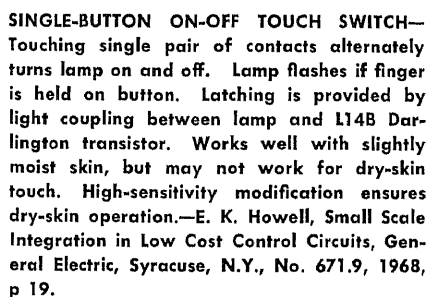 SINGLE-BUTTON ON-OFF TOUCH SWITCH—
Touching single pair of contacts alternately
turns lamp on and off. Lamp flashes if finger
is held on button. Latching is provided by
light coupling between lamp and L14B Dar-
lington transistor. Works well with slightly
moist skin, but may not work for dry-skin
touch. High-sensitivity modification ensures
dry-skin operation.—E. K. Howell, Small Scale
Integration in Low Cost Control Circuits, Gen-
eral Electric, Syracuse, N.Y., No. 671.9, 1968,
p 19.